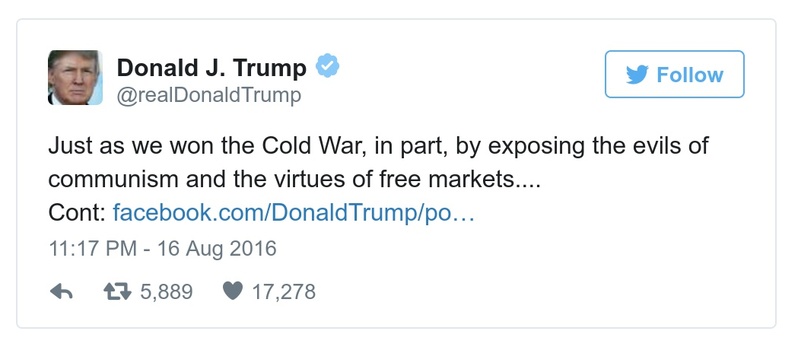 Donald J. Trump
@realDonaldTrump
Follow
Just as we won the Cold War, in part, by exposing the evils of
communism and the virtues of free markets....
Cont: facebook.com/DonaldTrump/po…
11:17 PM - 16 Aug 2016
5,889 17,278